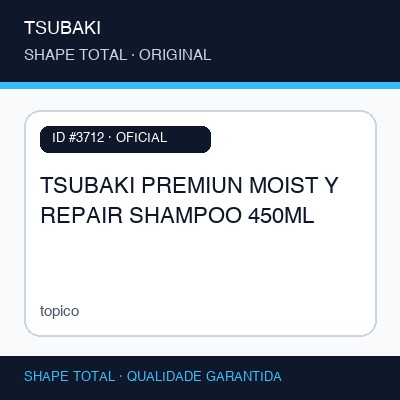 TSUBAKI
SHAPE TOTAL · ORIGINAL
ID #3712 · OFICIAL
TSUBAKI PREMIUN MOIST Y
REPAIR SHAMPOO 450ML
topico
SHAPE TOTAL · QUALIDADE GARANTIDA